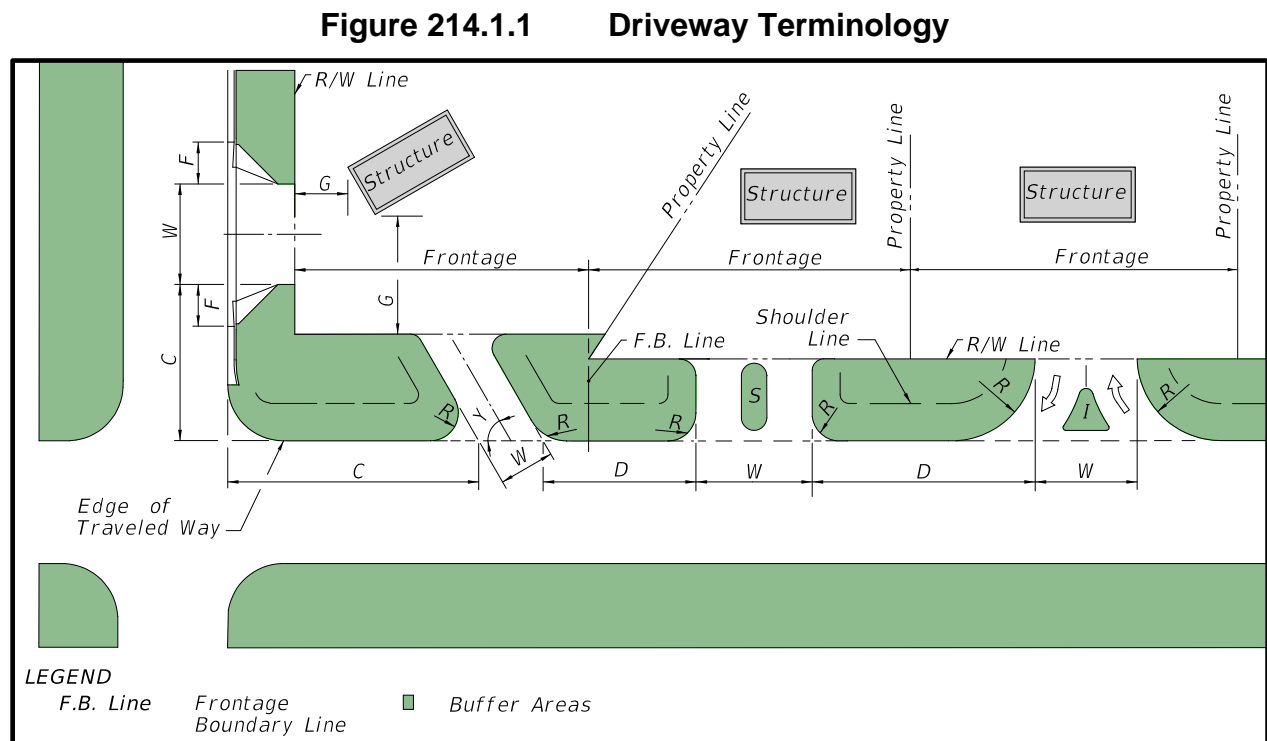 Figure 214.1.1 Driveway Terminology
R/W Line
Structure
Property Line
Structure
Property Line
Structure
Property Line
F
G
W
Frontage
Frontage
Frontage
F
G
C
Shoulder
Line
F.B. Line
R/W Line
S
R
R
I
R
Y
R
R
R
W
C
D
W
D
W
Edge of
Traveled Way
LEGEND
F.B. Line Frontage
Boundary Line
Buffer Areas